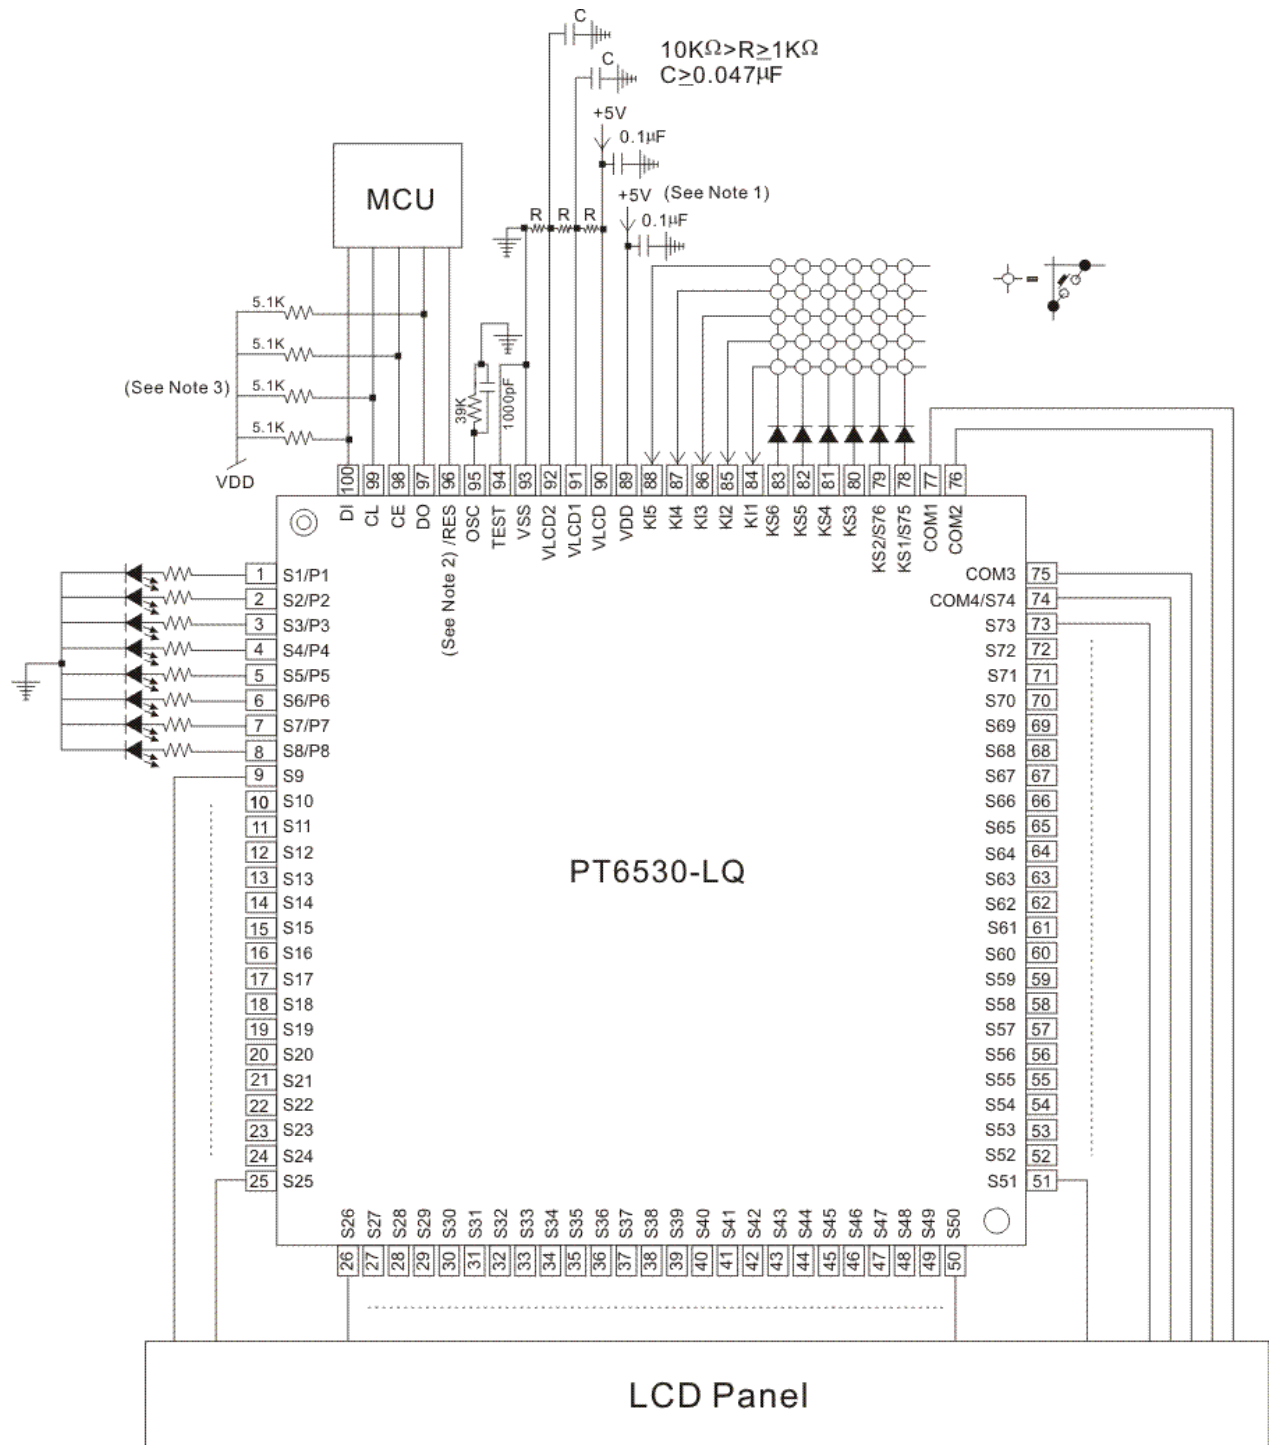 C
C
10KΩ>R≥1KΩ
C≥0.047µF
+5V
0.1µF
+5V
(See Note 1)
0.1µF
MCU
R R R
5.1K
5.1K
(See Note 3)
5.1K
5.1K
VDD
39K
1000pF
100 99 98 97 96 95 94 93 92 91 90 89 88 87 86 85 84 83 82 81 80 79 78 77 76
DI
CL
CE
DO
(See Note 2) /RES
OSC
TEST
VSS
VLCD2
VLCD1
VLCD
VDD
KI5
KI4
KI3
KI2
KI1
KS6
KS5
KS4
KS3
KS2/S76
KS1/S75
COM1
COM2
1 S1/P1
2 S2/P2
3 S3/P3
4 S4/P4
5 S5/P5
6 S6/P6
7 S7/P7
8 S8/P8
9 S9
10 S10
11 S11
12 S12
13 S13
14 S14
15 S15
16 S16
17 S17
18 S18
19 S19
20 S20
21 S21
22 S22
23 S23
24 S24
25 S25
PT6530-LQ
COM3 75
COM4/S74 74
S73 73
S72 72
S71 71
S70 70
S69 69
S68 68
S67 67
S66 66
S65 65
S64 64
S63 63
S62 62
S61 61
S60 60
S59 59
S58 58
S57 57
S56 56
S55 55
S54 54
S53 53
S52 52
S51 51
S26 S27 S28 S29 S30 S31 S32 S33 S34 S35 S36 S37 S38 S39 S40 S41 S42 S43 S44 S45 S46 S47 S48 S49 S50
26 27 28 29 30 31 32 33 34 35 36 37 38 39 40 41 42 43 44 45 46 47 48 49 50
LCD Panel